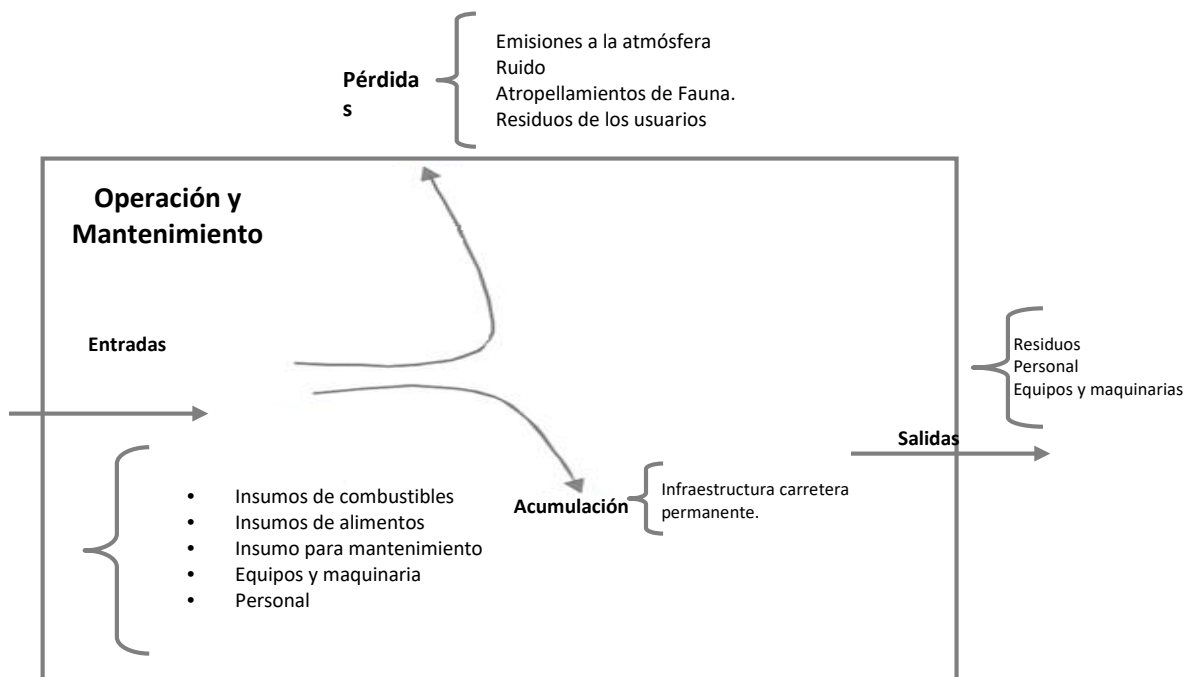 Emisiones a la atmósfera
Ruido
Atropellamientos de Fauna.
Residuos de los usuarios
Pérdida
s
Operación y
Mantenimiento
Entradas
• Insumos de combustibles
• Insumos de alimentos
• Insumo para mantenimiento
• Equipos y maquinaria
• Personal
Acumulación
Infraestructura carretera
permanente.
Salidas
Residuos
Personal
Equipos y maquinarias